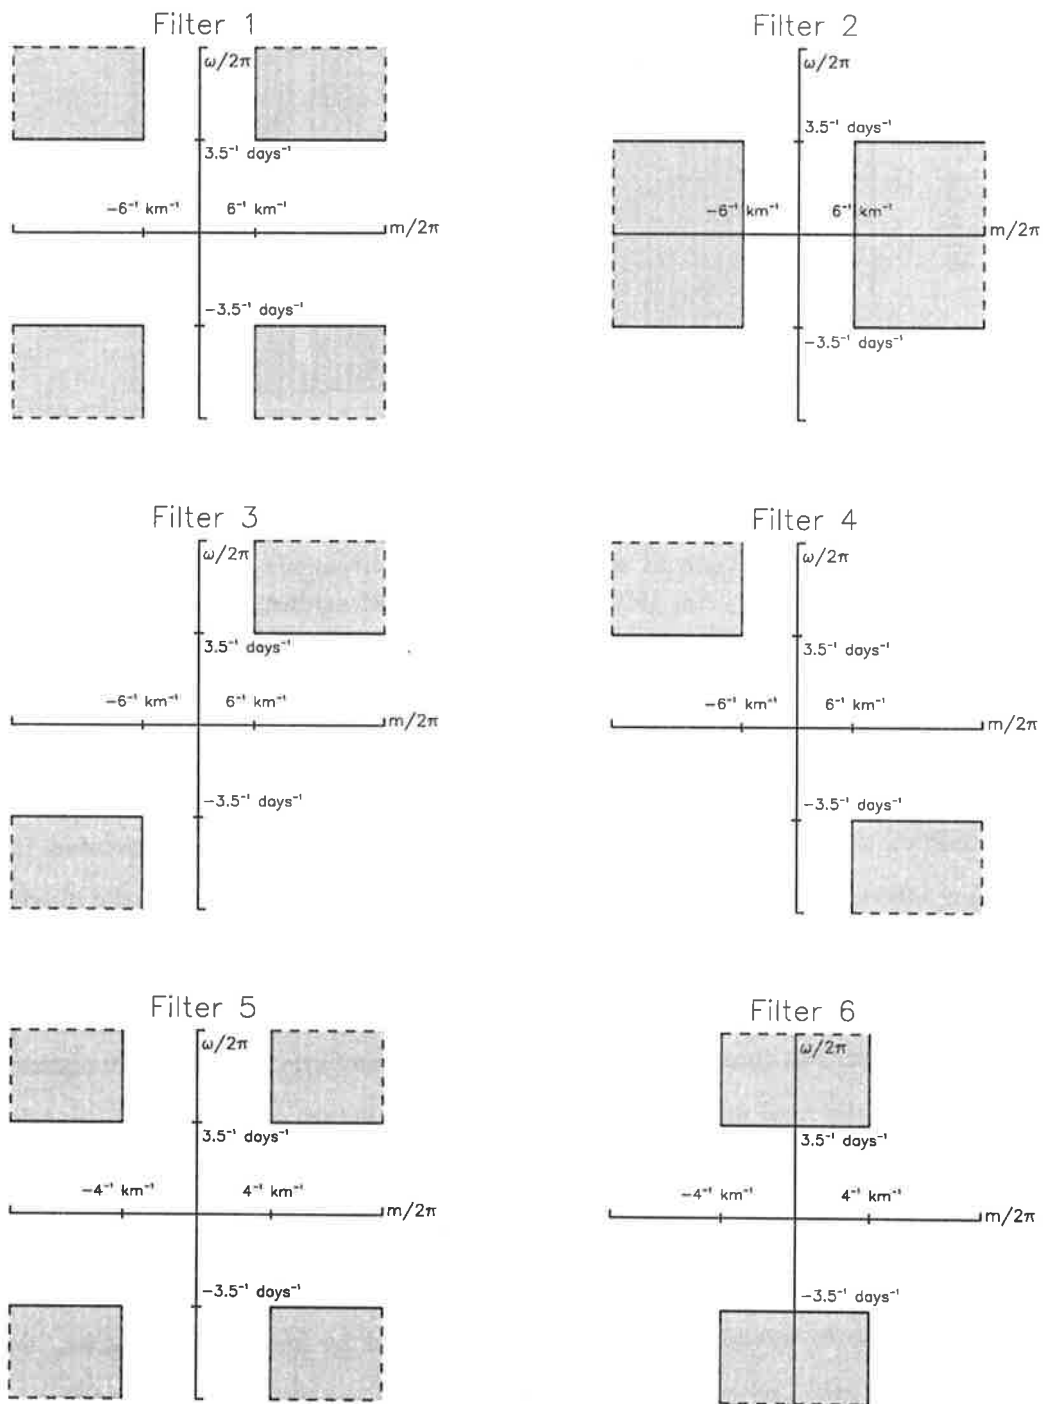 Filter 1
ω/2π
3.5⁻¹ days⁻¹
−6⁻¹ km⁻¹ 6⁻¹ km⁻¹
m/2π
−3.5⁻¹ days⁻¹
Filter 2
ω/2π
3.5⁻¹ days⁻¹
−6⁻¹ km⁻¹ 6⁻¹ km⁻¹
m/2π
−3.5⁻¹ days⁻¹
Filter 3
ω/2π
3.5⁻¹ days⁻¹
−6⁻¹ km⁻¹ 6⁻¹ km⁻¹
m/2π
−3.5⁻¹ days⁻¹
Filter 4
ω/2π
3.5⁻¹ days⁻¹
−6⁻¹ km⁻¹ 6⁻¹ km⁻¹
m/2π
−3.5⁻¹ days⁻¹
Filter 5
ω/2π
3.5⁻¹ days⁻¹
−4⁻¹ km⁻¹ 4⁻¹ km⁻¹
m/2π
−3.5⁻¹ days⁻¹
Filter 6
ω/2π
3.5⁻¹ days⁻¹
−4⁻¹ km⁻¹ 4⁻¹ km⁻¹
m/2π
−3.5⁻¹ days⁻¹